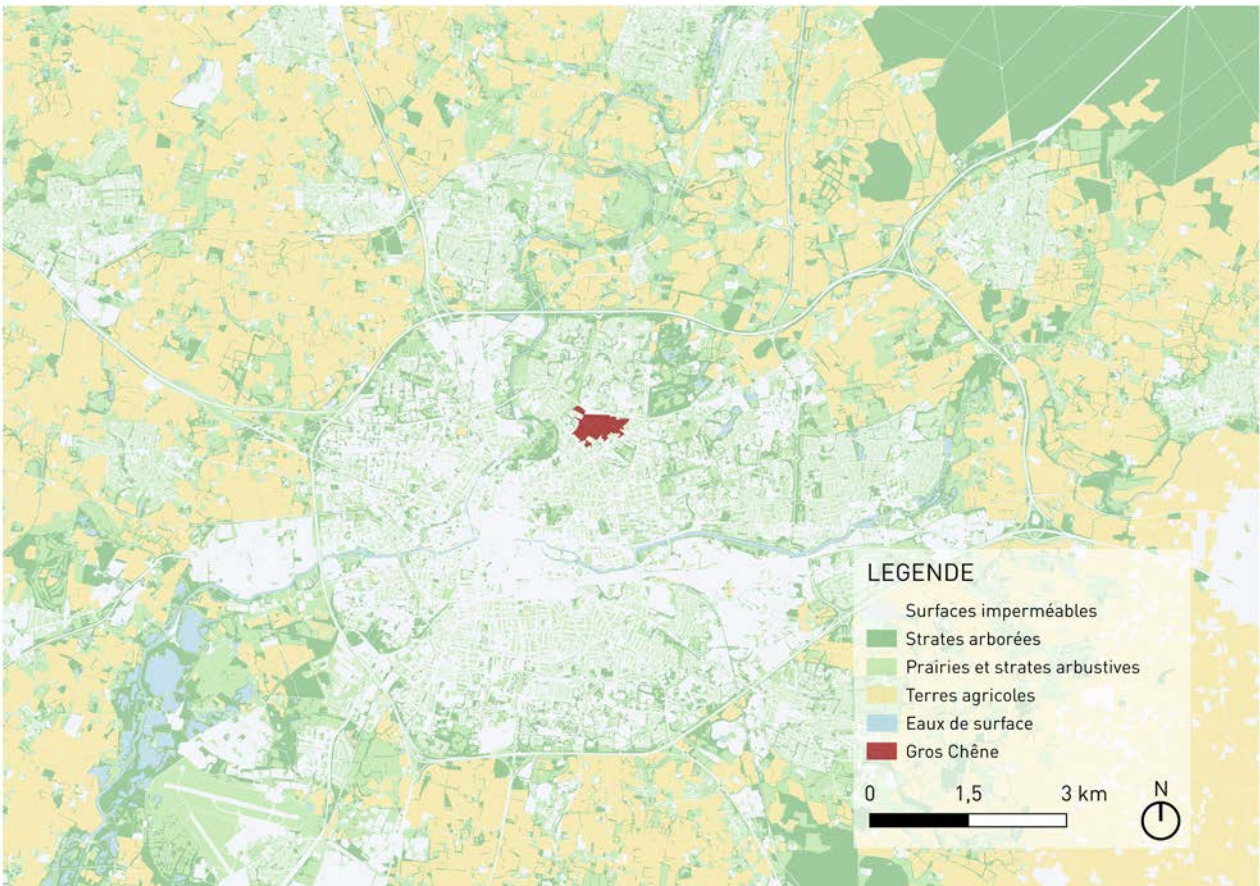 LEGENDE
Surfaces imperméables
Strates arborées
Prairies et strates arbustives
Terres agricoles
Eaux de surface
Gros Chêne
0 1,5 3 km
N